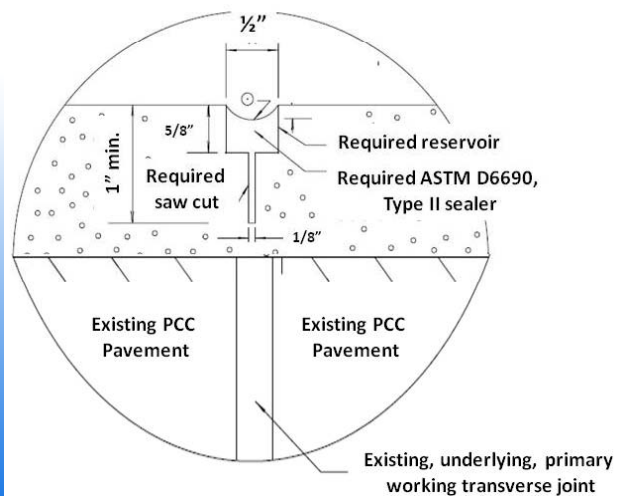 ½”
5/8”
1” min.
Required
saw cut
Required reservoir
Required ASTM D6690,
Type II sealer
1/8”
Existing PCC
Pavement
Existing PCC
Pavement
Existing, underlying, primary
working transverse joint